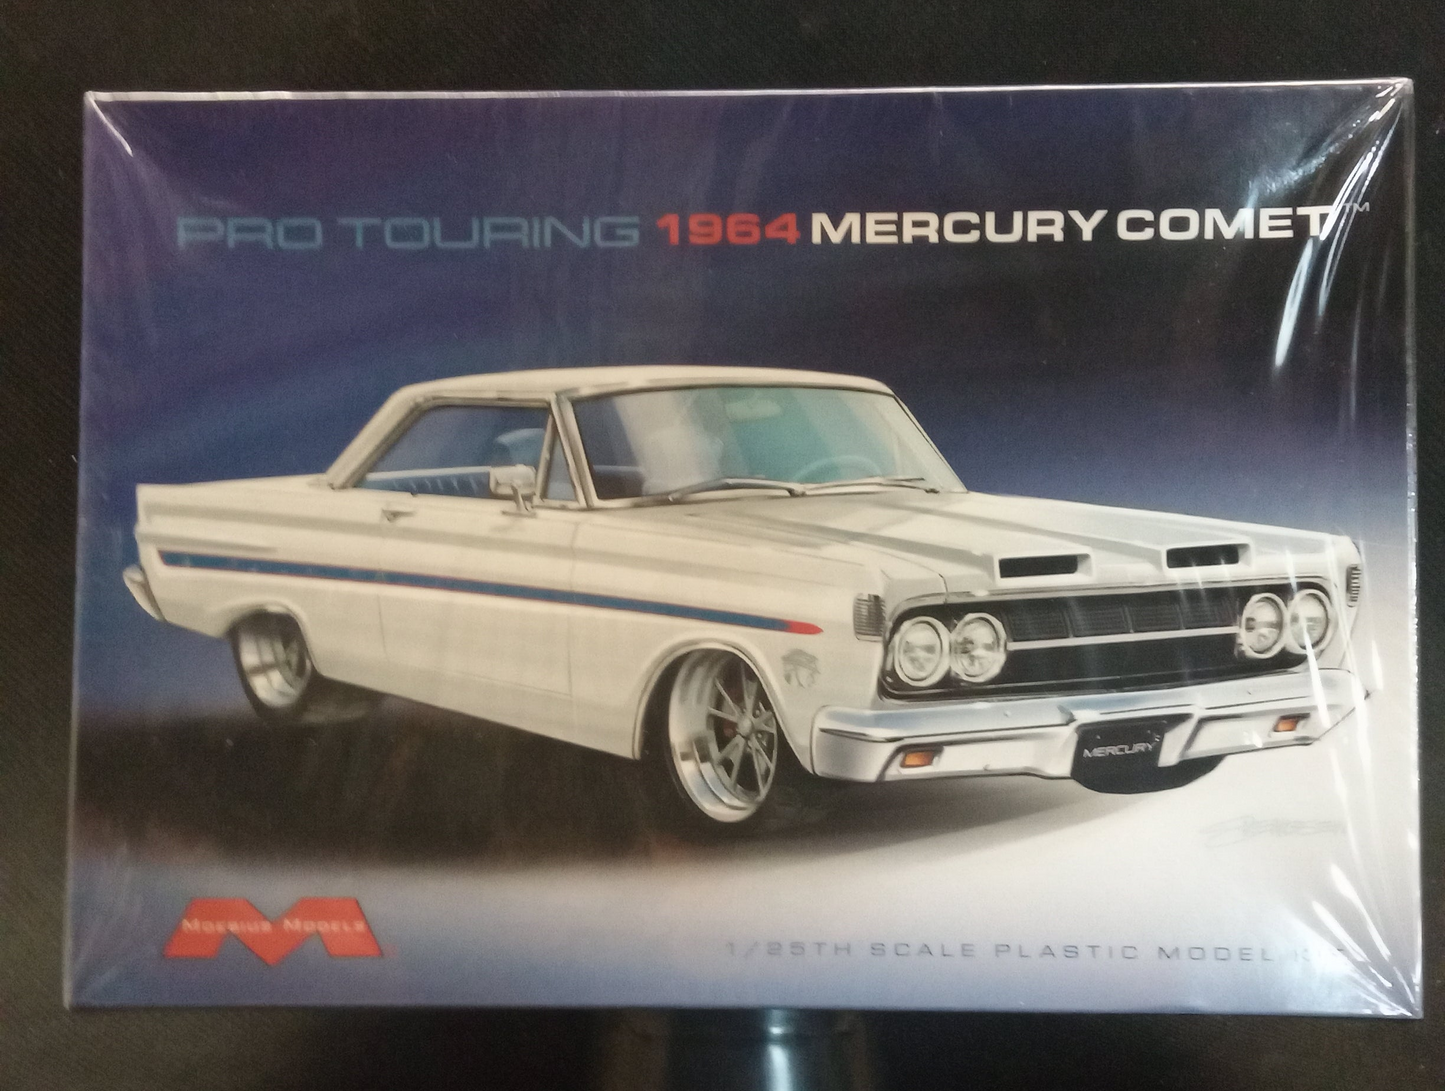 PRO TOURING 1964 MERCURY COMET™
MERCURY
MOEBIUS MODELS
1/25TH SCALE PLASTIC MODEL